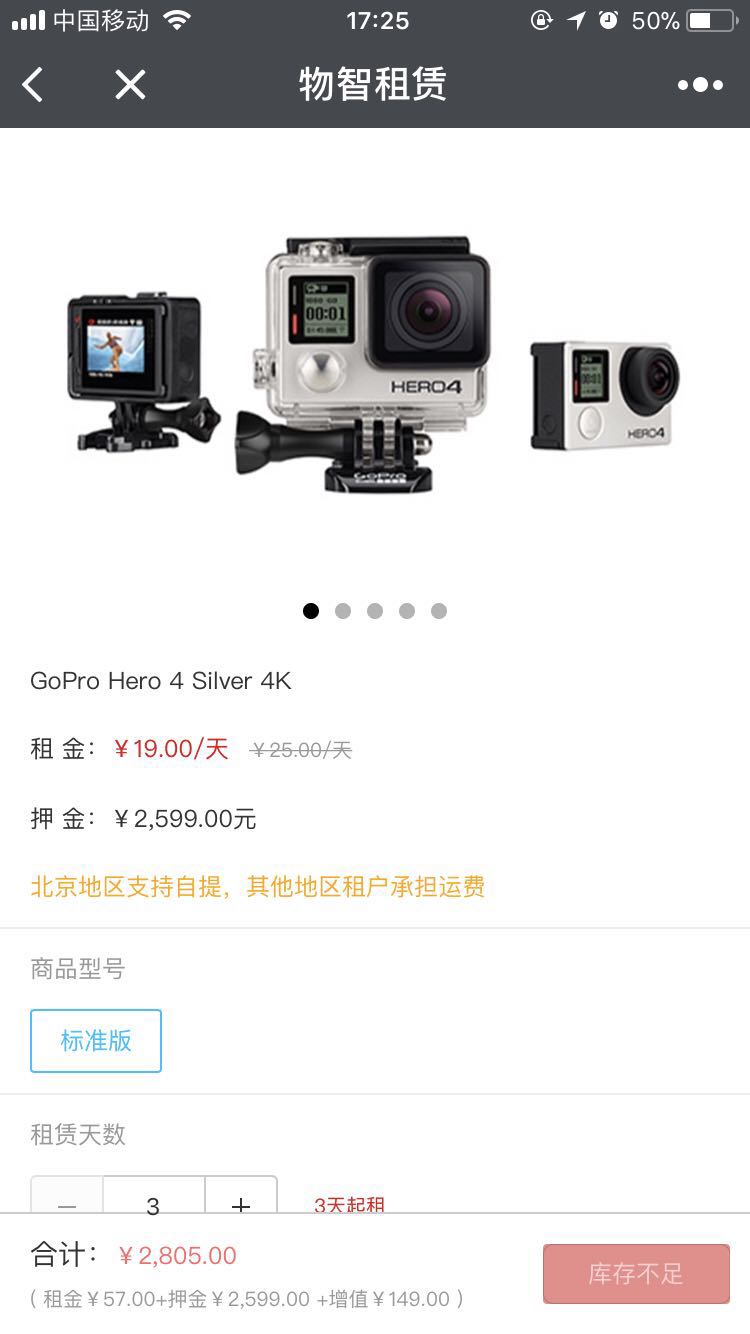 中国移动 17:25 50%
物智租赁
00:01
HERO4
HERO4
GoPro
GoPro Hero 4 Silver 4K
租 金： ￥19.00/天 ￥25.00/天
押 金： ￥2,599.00元
北京地区支持自提，其他地区租户承担运费
商品型号
标准版
租赁天数
— 3 + 3天起租
合计： ￥2,805.00
（ 租金￥57.00+押金￥2,599.00 +增值￥149.00 ）
库存不足